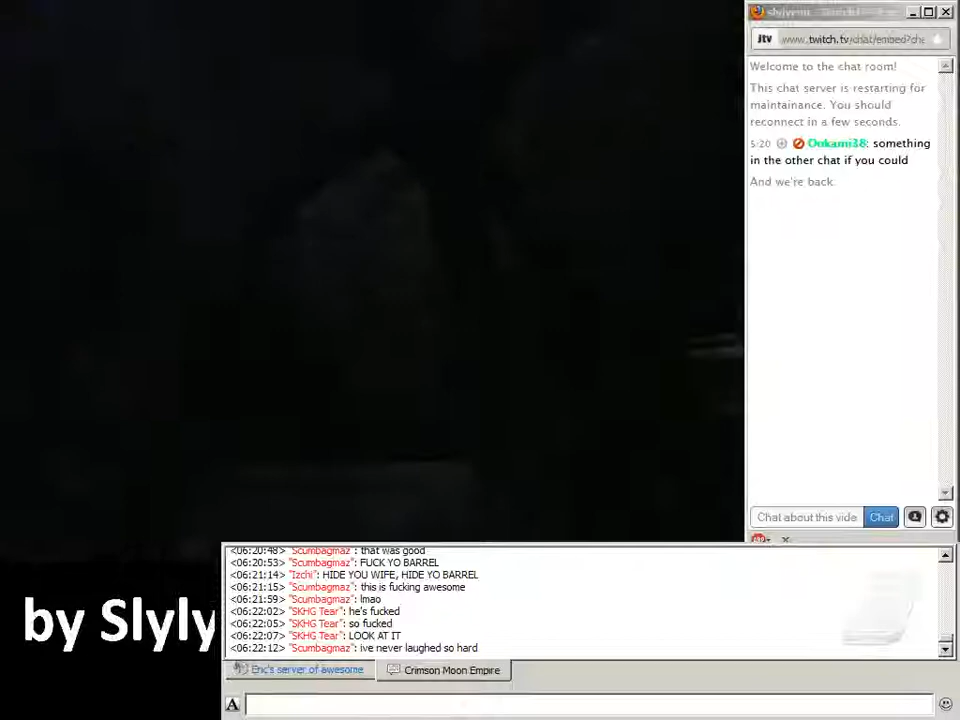 jtv
www.twitch.tv/chat/embed?cha
Welcome to the chat room!
This chat server is restarting for
maintainance. You should
reconnect in a few seconds.
5:20 Ookami38: something
in the other chat if you could
And we're back
Chat about this vide
Chat
<06:20:48> "Scumbagmaz": that was good
<06:20:53> "Scumbagmaz": FUCK YO BARREL
<06:21:14> "Izchi": HIDE YOU WIFE, HIDE YO BARREL
<06:21:15> "Scumbagmaz": this is fucking awesome
<06:21:59> "Scumbagmaz": lmao
<06:22:02> "SKHG Tear": he's fucked
<06:22:05> "SKHG Tear": so fucked
<06:22:07> "SKHG Tear": LOOK AT IT
<06:22:12> "Scumbagmaz": ive never laughed so hard
by Slyly
Eric's server of awesome
Crimson Moon Empire
A